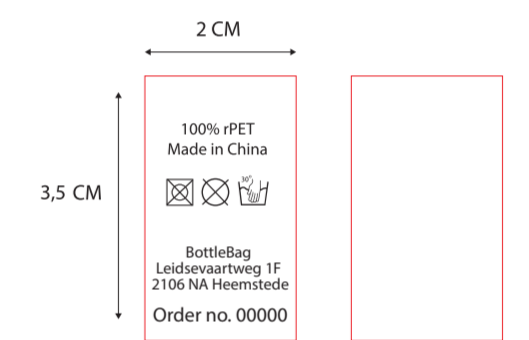 2 CM
3,5 CM
100% rPET
Made in China
30°
BottleBag
Leidsevaartweg 1F
2106 NA Heemstede
Order no. 00000